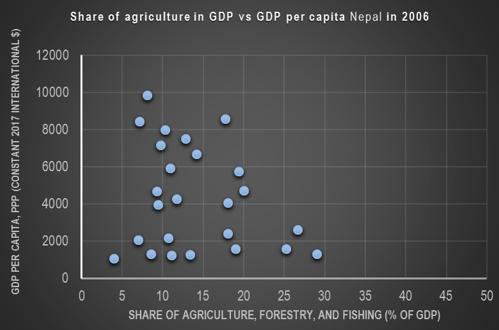 Share of agriculture in GDP vs GDP per capita Nepal in 2006
GDP PER CAPITA, PPP (CONSTANT 2017 INTERNATIONAL $)
12000
10000
8000
6000
4000
2000
0
0 5 10 15 20 25 30 35 40 45 50
SHARE OF AGRICULTURE, FORESTRY, AND FISHING (% OF GDP)